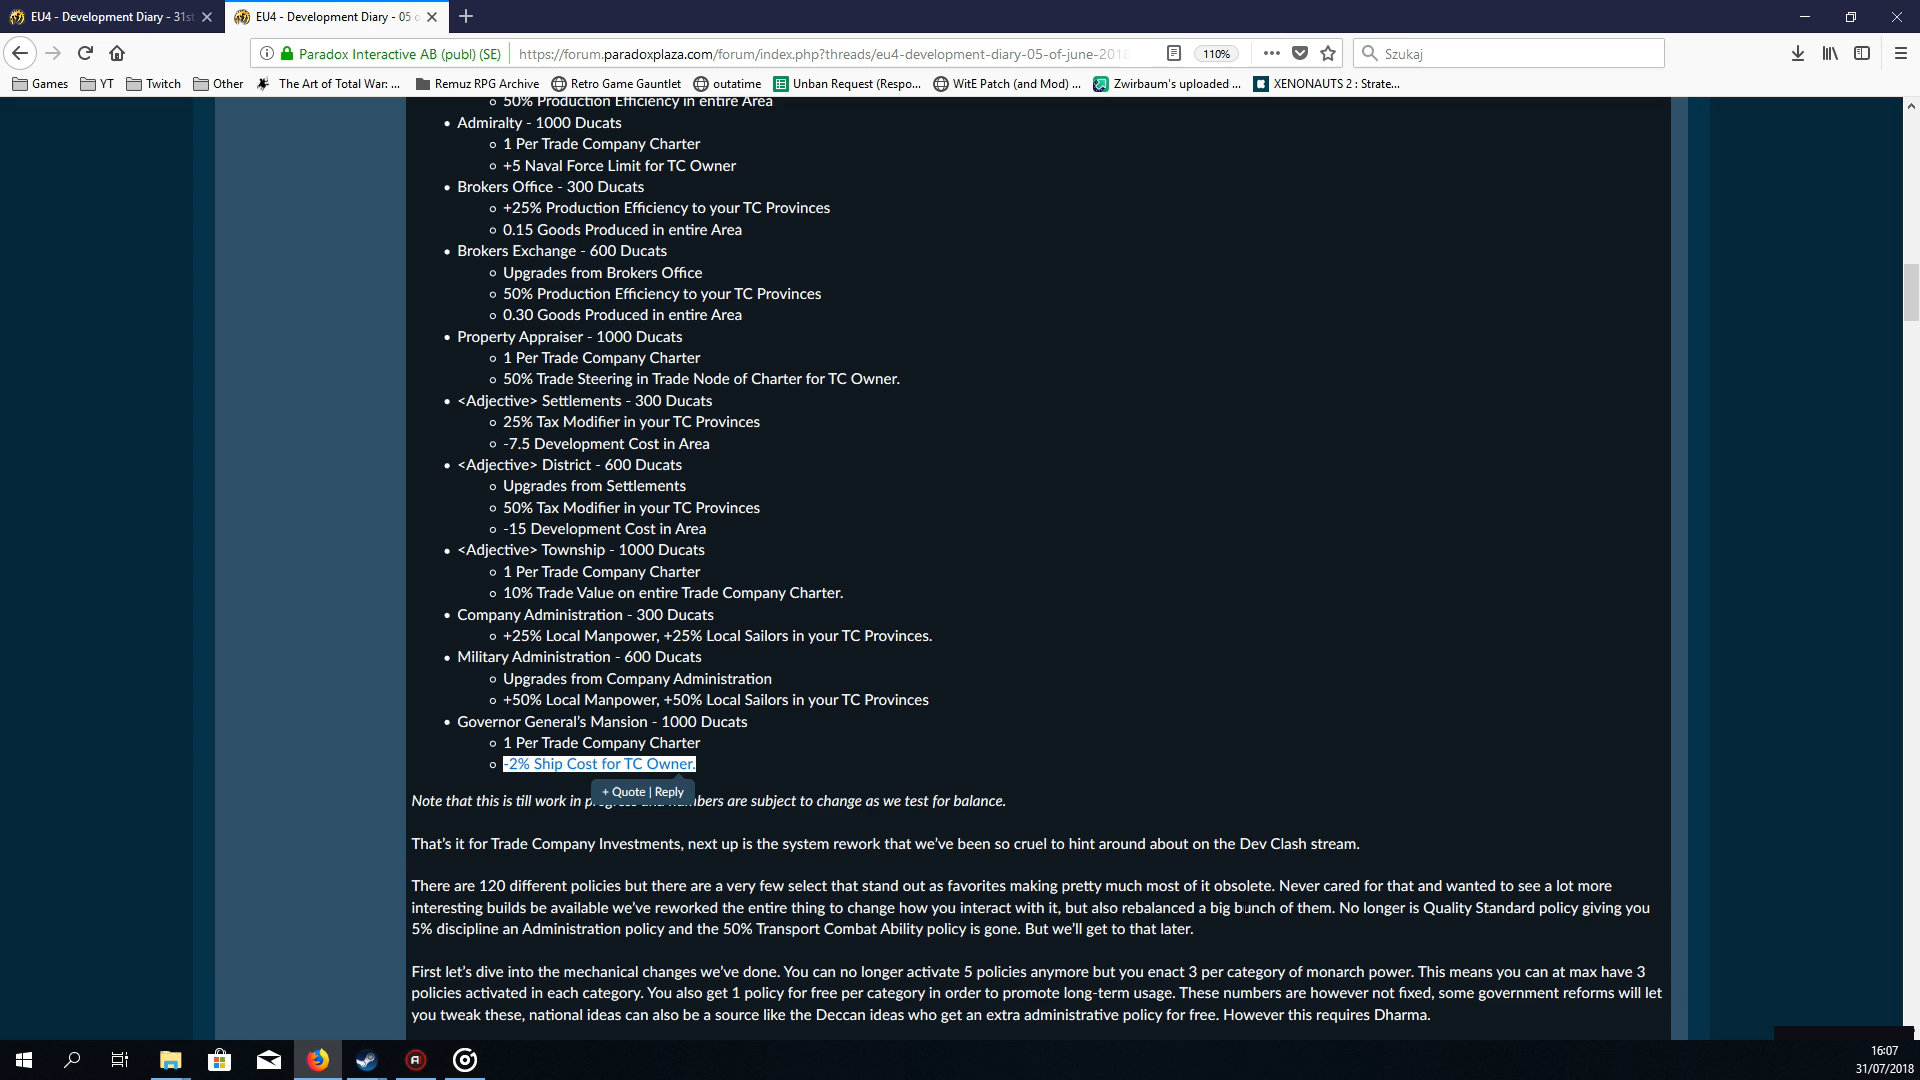 EU4 - Development Diary - 31st
EU4 - Development Diary - 05 o
Paradox Interactive AB (publ) (SE)
https://forum.paradoxplaza.com/forum/index.php?threads/eu4-development-diary-05-of-june-2018
110%
Szukaj
Games
YT
Twitch
Other
The Art of Total War: ...
Remuz RPG Archive
Retro Game Gauntlet
outatime
Unban Request (Respo...
WitE Patch (and Mod) ...
Zwirbaum's uploaded ...
XENONAUTS 2 : Strate...
50% Production Efficiency in entire Area
Admiralty - 1000 Ducats
1 Per Trade Company Charter
+5 Naval Force Limit for TC Owner
Brokers Office - 300 Ducats
+25% Production Efficiency to your TC Provinces
0.15 Goods Produced in entire Area
Brokers Exchange - 600 Ducats
Upgrades from Brokers Office
50% Production Efficiency to your TC Provinces
0.30 Goods Produced in entire Area
Property Appraiser - 1000 Ducats
1 Per Trade Company Charter
50% Trade Steering in Trade Node of Charter for TC Owner.
<Adjective> Settlements - 300 Ducats
25% Tax Modifier in your TC Provinces
-7.5 Development Cost in Area
<Adjective> District - 600 Ducats
Upgrades from Settlements
50% Tax Modifier in your TC Provinces
-15 Development Cost in Area
<Adjective> Township - 1000 Ducats
1 Per Trade Company Charter
10% Trade Value on entire Trade Company Charter.
Company Administration - 300 Ducats
+25% Local Manpower, +25% Local Sailors in your TC Provinces.
Military Administration - 600 Ducats
Upgrades from Company Administration
+50% Local Manpower, +50% Local Sailors in your TC Provinces
Governor General's Mansion - 1000 Ducats
1 Per Trade Company Charter
-2% Ship Cost for TC Owner.
+ Quote | Reply
Note that this is till work in progress and numbers are subject to change as we test for balance.
That's it for Trade Company Investments, next up is the system rework that we've been so cruel to hint around about on the Dev Clash stream.
There are 120 different policies but there are a very few select that stand out as favorites making pretty much most of it obsolete. Never cared for that and wanted to see a lot more
interesting builds be available we've reworked the entire thing to change how you interact with it, but also rebalanced a big bunch of them. No longer is Quality Standard policy giving you
5% discipline an Administration policy and the 50% Transport Combat Ability policy is gone. But we'll get to that later.
First let's dive into the mechanical changes we've done. You can no longer activate 5 policies anymore but you enact 3 per category of monarch power. This means you can at max have 3
policies activated in each category. You also get 1 policy for free per category in order to promote long-term usage. These numbers are however not fixed, some government reforms will let
you tweak these, national ideas can also be a source like the Deccan ideas who get an extra administrative policy for free. However this requires Dharma.
16:07
31/07/2018